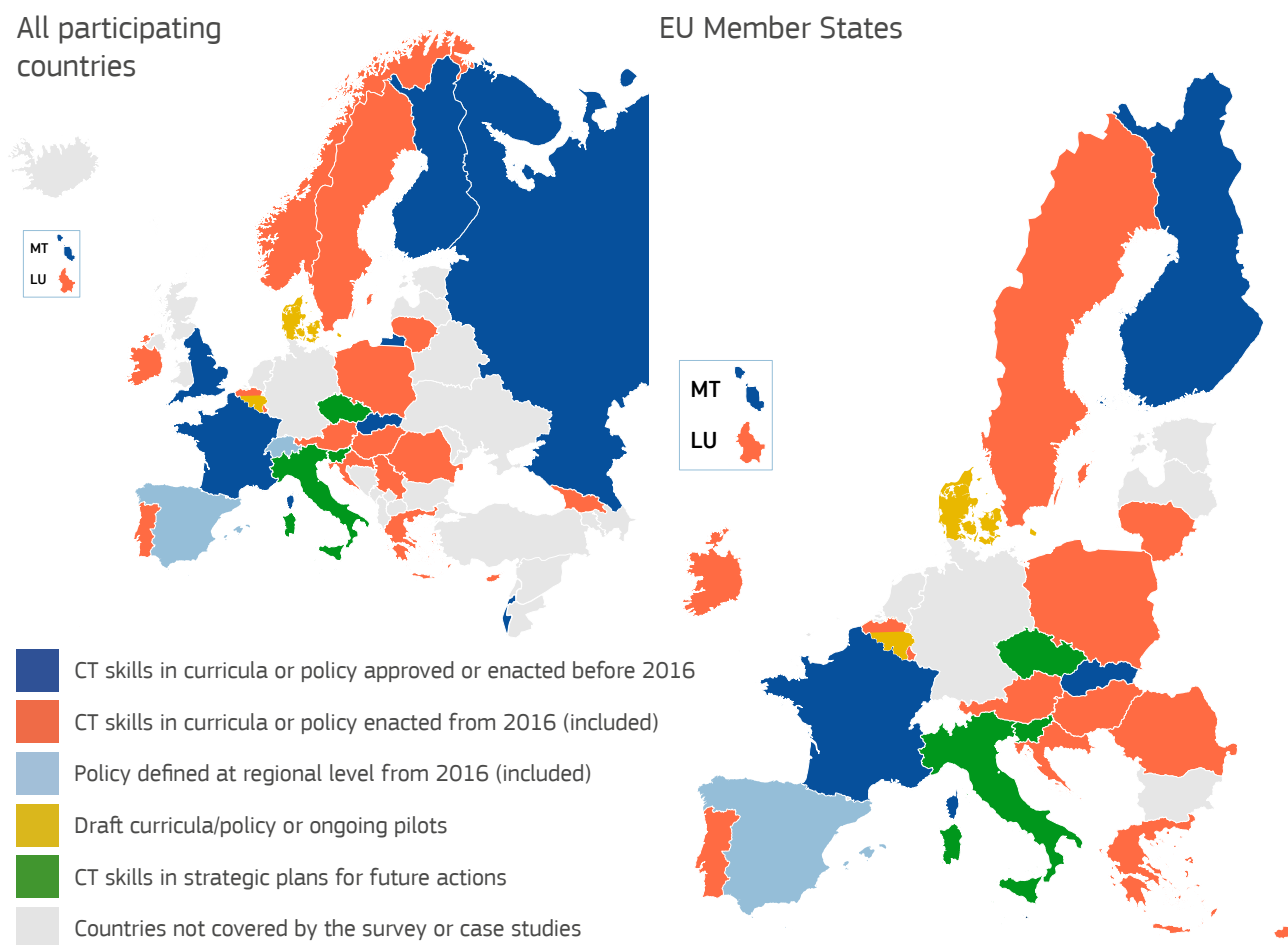 All participating
countries
EU Member States
MT
LU
MT
LU
CT skills in curricula or policy approved or enacted before 2016
CT skills in curricula or policy enacted from 2016 (included)
Policy defined at regional level from 2016 (included)
Draft curricula/policy or ongoing pilots
CT skills in strategic plans for future actions
Countries not covered by the survey or case studies